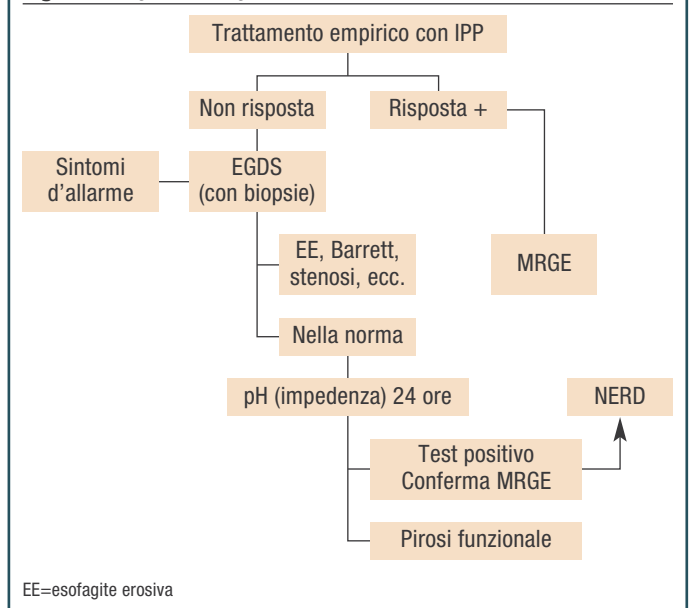 Trattamento empirico con IPP
Non risposta
Risposta +
Sintomi
d’allarme
EGDS
(con biopsie)
EE, Barrett,
stenosi, ecc.
MRGE
Nella norma
pH (impedenza) 24 ore
NERD
Test positivo
Conferma MRGE
Pirosi funzionale
EE=esofagite erosiva